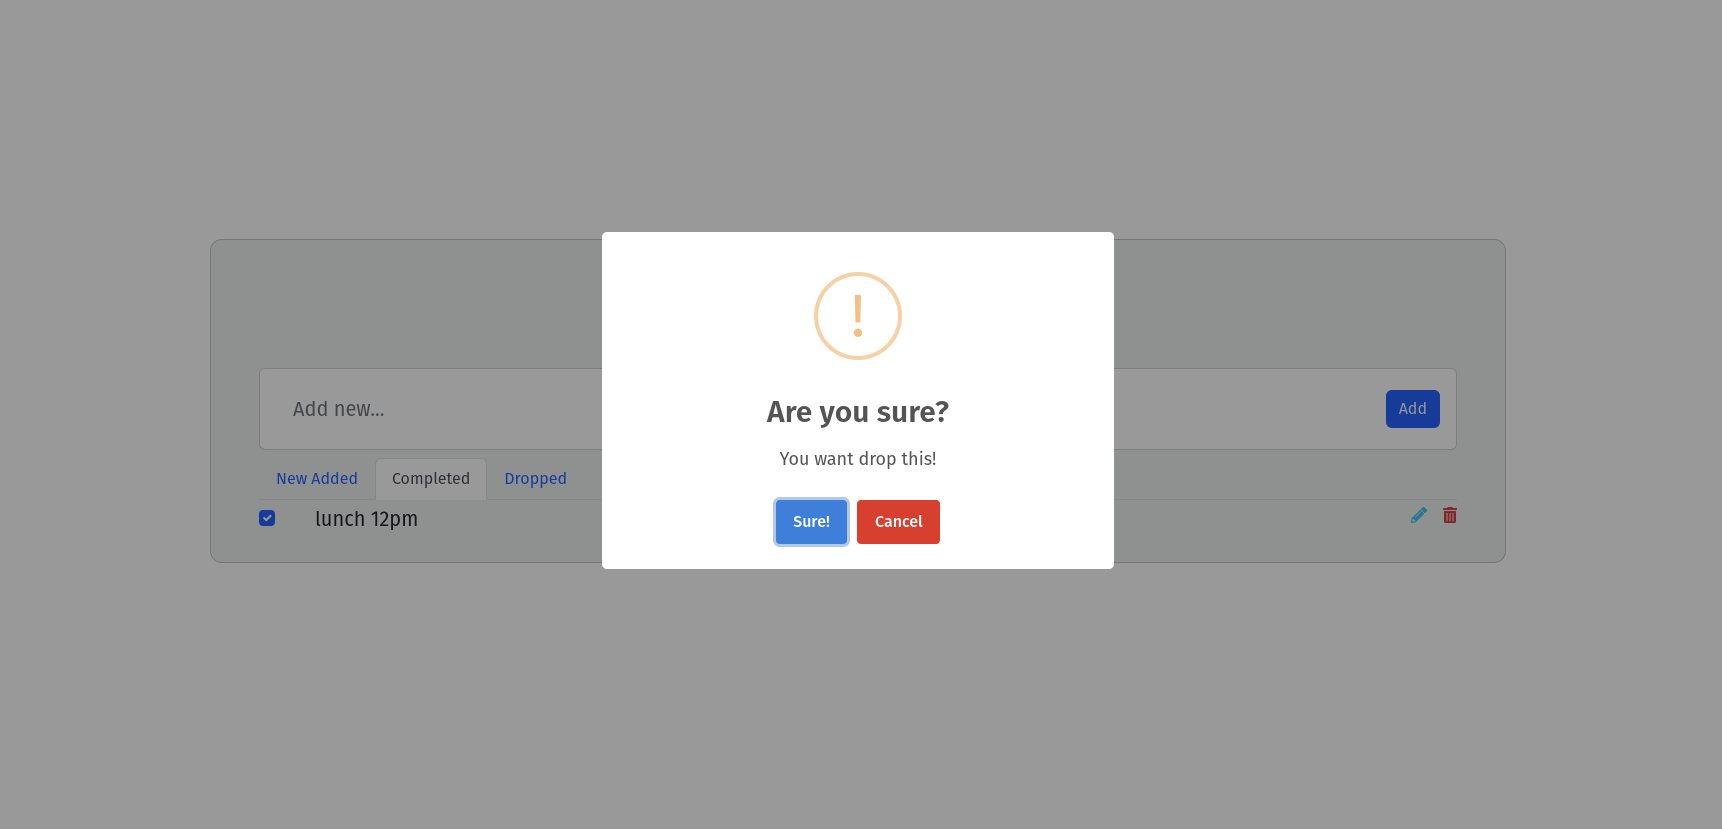 !
Are you sure?
You want drop this!
Sure! Cancel
Add new...
Add
New Added Completed Dropped
lunch 12pm